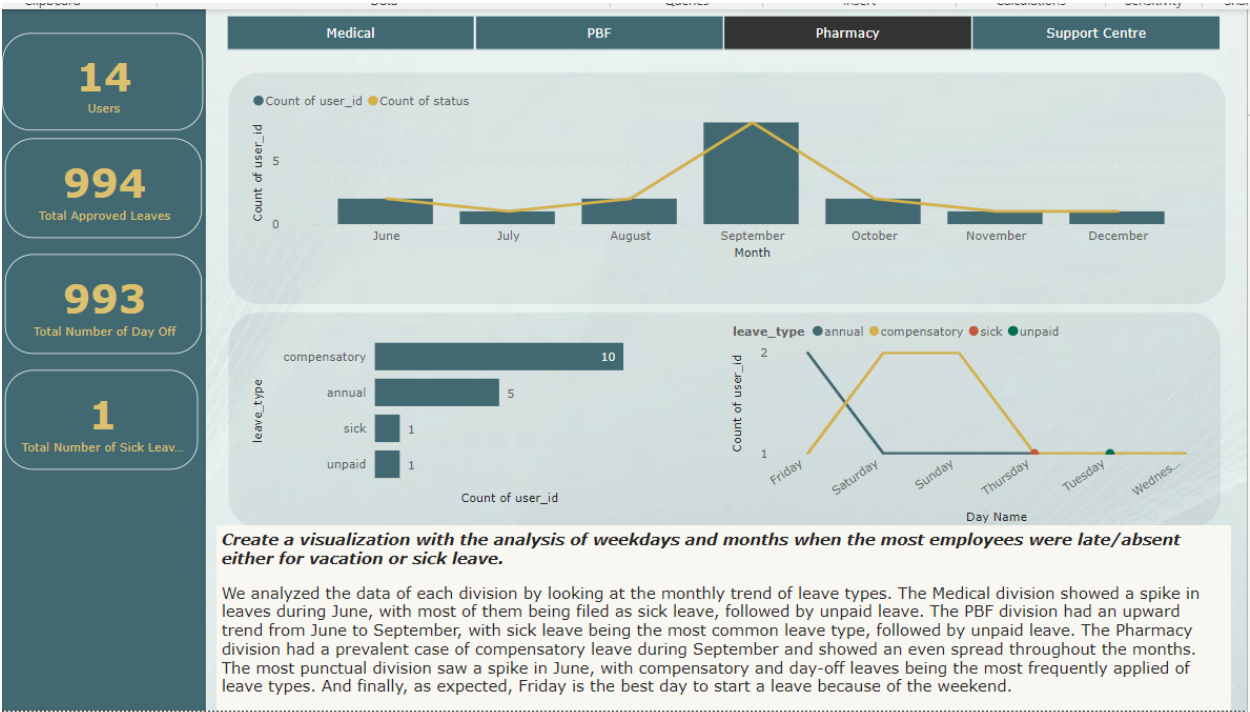 Clipboard Data Queries Insert Calculations Sensitivity
Medical PBF Pharmacy Support Centre
14
Users
994
Total Approved Leaves
993
Total Number of Day Off
1
Total Number of Sick Leav...
Count of user_id Count of status
Count of user_id
5
0
June July August September October November December
Month
leave_type
compensatory 10
annual 5
sick 1
unpaid 1
Count of user_id
leave_type annual compensatory sick unpaid
Count of user_id
2
1
Friday Saturday Sunday Thursday Tuesday Wednes...
Day Name
Create a visualization with the analysis of weekdays and months when the most employees were late/absent
either for vacation or sick leave.
We analyzed the data of each division by looking at the monthly trend of leave types. The Medical division showed a spike in
leaves during June, with most of them being filed as sick leave, followed by unpaid leave. The PBF division had an upward
trend from June to September, with sick leave being the most common leave type, followed by unpaid leave. The Pharmacy
division had a prevalent case of compensatory leave during September and showed an even spread throughout the months.
The most punctual division saw a spike in June, with compensatory and day-off leaves being the most frequently applied of
leave types. And finally, as expected, Friday is the best day to start a leave because of the weekend.